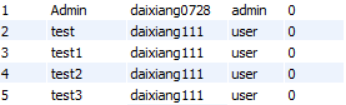 1 Admin daixiang0728 admin 0
2 test daixiang111 user 0
3 test1 daixiang111 user 0
4 test2 daixiang111 user 0
5 test3 daixiang111 user 0